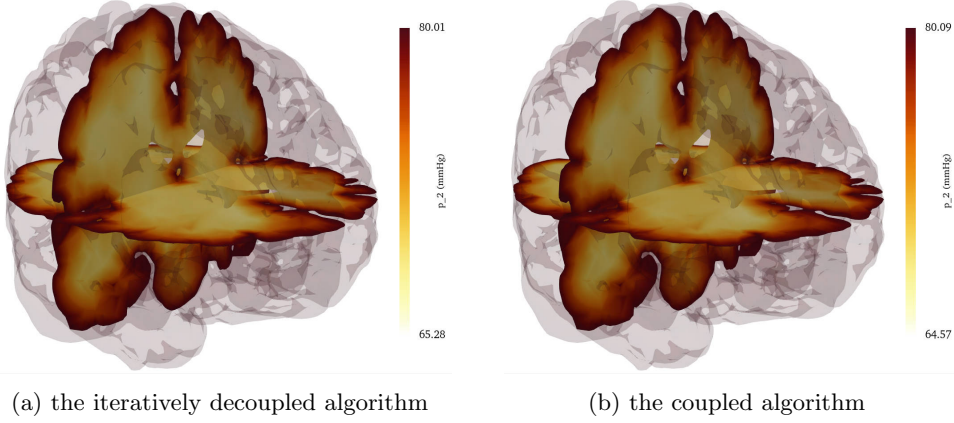 80.01
p_2 (mmHg)
65.28
80.09
p_2 (mmHg)
64.57
(a) the iteratively decoupled algorithm
(b) the coupled algorithm